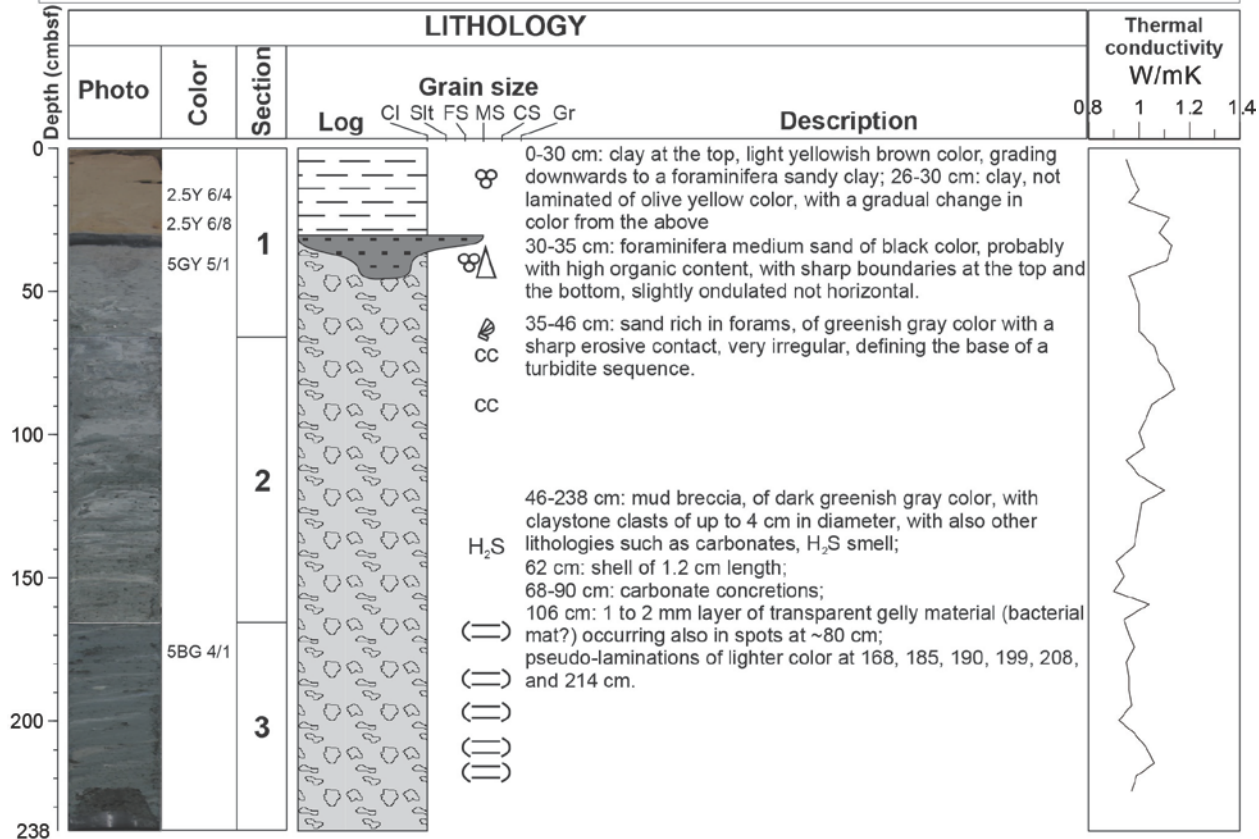 LITHOLOGY
Thermal
conductivity
W/mK
0.8 1 1.2 1.4
Depth (cmbsf)
Photo
Color
Section
Log
Grain size
Cl Slt FS MS CS Gr
Description
0
50
100
150
200
238
2.5Y 6/4
2.5Y 6/8
5GY 5/1
5BG 4/1
1
2
3
cc
cc
H₂S
0-30 cm: clay at the top, light yellowish brown color, grading
downwards to a foraminifera sandy clay; 26-30 cm: clay, not
laminated of olive yellow color, with a gradual change in
color from the above
30-35 cm: foraminifera medium sand of black color, probably
with high organic content, with sharp boundaries at the top and
the bottom, slightly ondulated not horizontal.
35-46 cm: sand rich in forams, of greenish gray color with a
sharp erosive contact, very irregular, defining the base of a
turbidite sequence.
46-238 cm: mud breccia, of dark greenish gray color, with
claystone clasts of up to 4 cm in diameter, with also other
lithologies such as carbonates, H₂S smell;
62 cm: shell of 1.2 cm length;
68-90 cm: carbonate concretions;
106 cm: 1 to 2 mm layer of transparent gelly material (bacterial
mat?) occurring also in spots at ~80 cm;
pseudo-laminations of lighter color at 168, 185, 190, 199, 208,
and 214 cm.